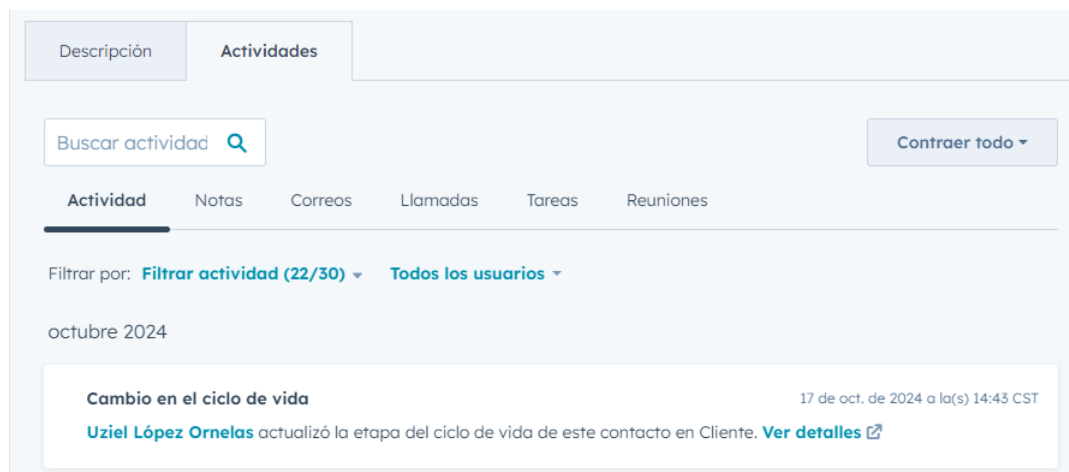 Descripción Actividades
Buscar actividad Contraer todo
Actividad Notas Correos Llamadas Tareas Reuniones
Filtrar por: Filtrar actividad (22/30) Todos los usuarios
octubre 2024
Cambio en el ciclo de vida 17 de oct. de 2024 a la(s) 14:43 CST
Uziel López Ornelas actualizó la etapa del ciclo de vida de este contacto en Cliente. Ver detalles